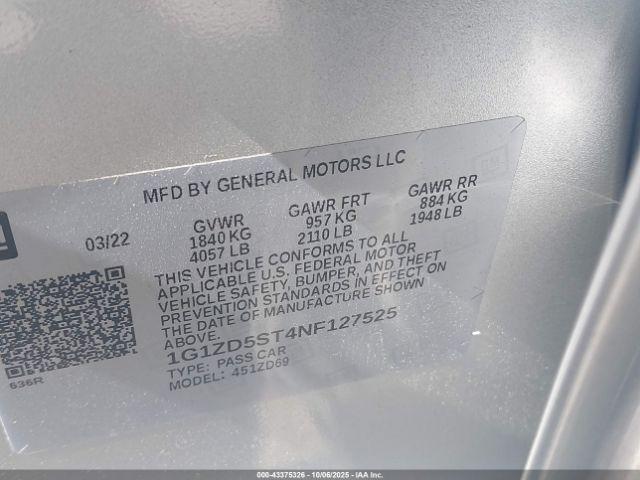 MFD BY GENERAL MOTORS LLC
03/22
GVWR
1840 KG
4057 LB
GAWR FRT
957 KG
2110 LB
GAWR RR
884 KG
1948 LB
THIS VEHICLE CONFORMS TO ALL
APPLICABLE U.S. FEDERAL MOTOR
VEHICLE SAFETY, BUMPER, AND THEFT
PREVENTION STANDARDS IN EFFECT ON
THE DATE OF MANUFACTURE SHOWN
ABOVE.
1G1ZD5ST4NF127525
TYPE: PASS CAR
MODEL: 451ZD69
636R
000-43375326 - 10/06/2025 - IAAI.COM